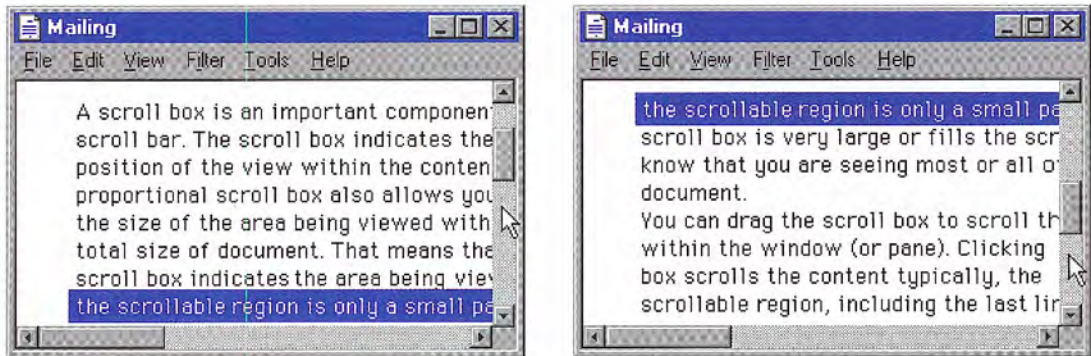 Mailing
File Edit View Filter Tools Help
A scroll box is an important componen
scroll bar. The scroll box indicates the
position of the view within the conten
proportional scroll box also allows you
the size of the area being viewed with
total size of document. That means tha
scroll box indicates the area being view
the scrollable region is only a small pa
Mailing
File Edit View Filter Tools Help
the scrollable region is only a small pa
scroll box is very large or fills the scr
know that you are seeing most or all o
document.
You can drag the scroll box to scroll th
within the window (or pane). Clicking
box scrolls the content typically, the
scrollable region, including the last lin